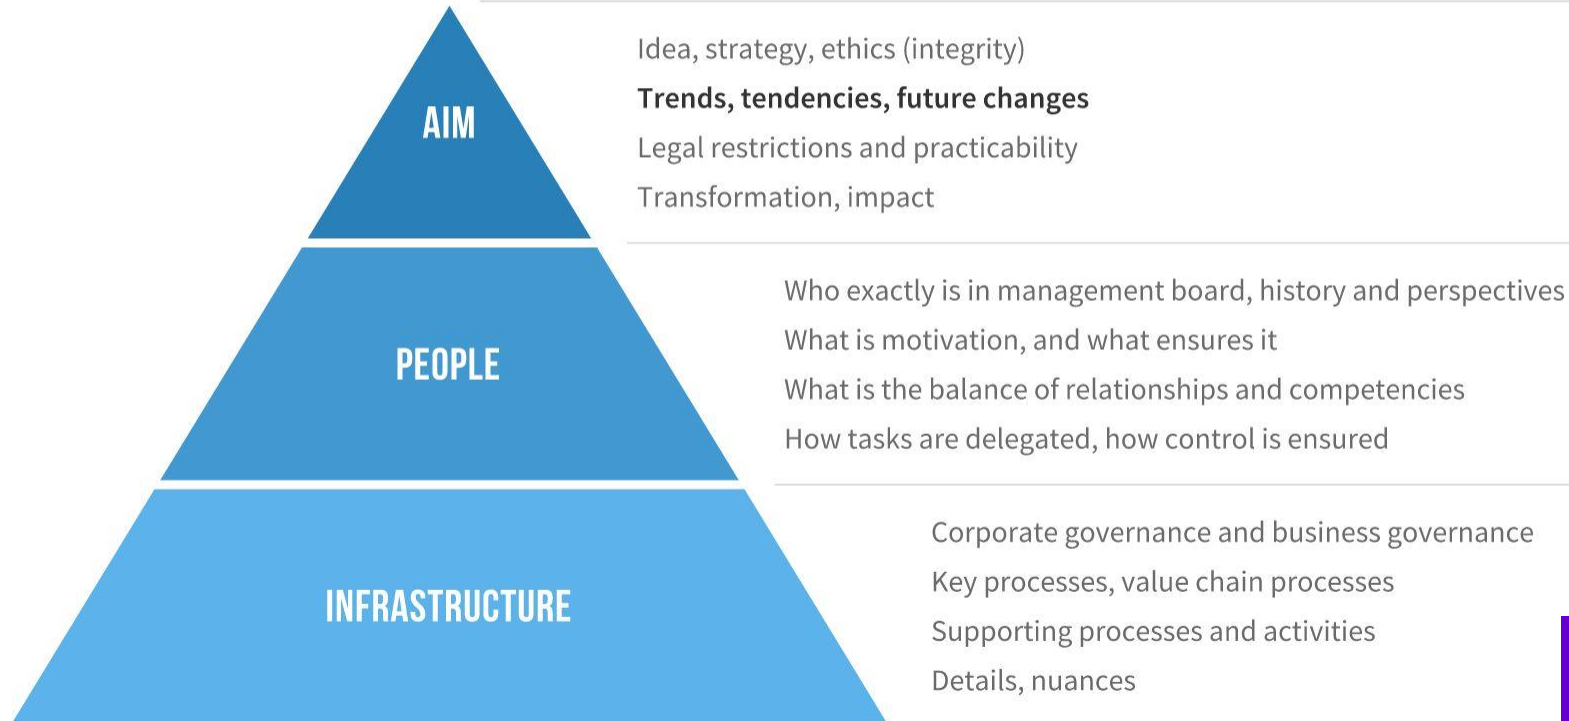 AIM
Idea, strategy, ethics (integrity)
Trends, tendencies, future changes
Legal restrictions and practicability
Transformation, impact
PEOPLE
Who exactly is in management board, history and perspectives
What is motivation, and what ensures it
What is the balance of relationships and competencies
How tasks are delegated, how control is ensured
INFRASTRUCTURE
Corporate governance and business governance
Key processes, value chain processes
Supporting processes and activities
Details, nuances